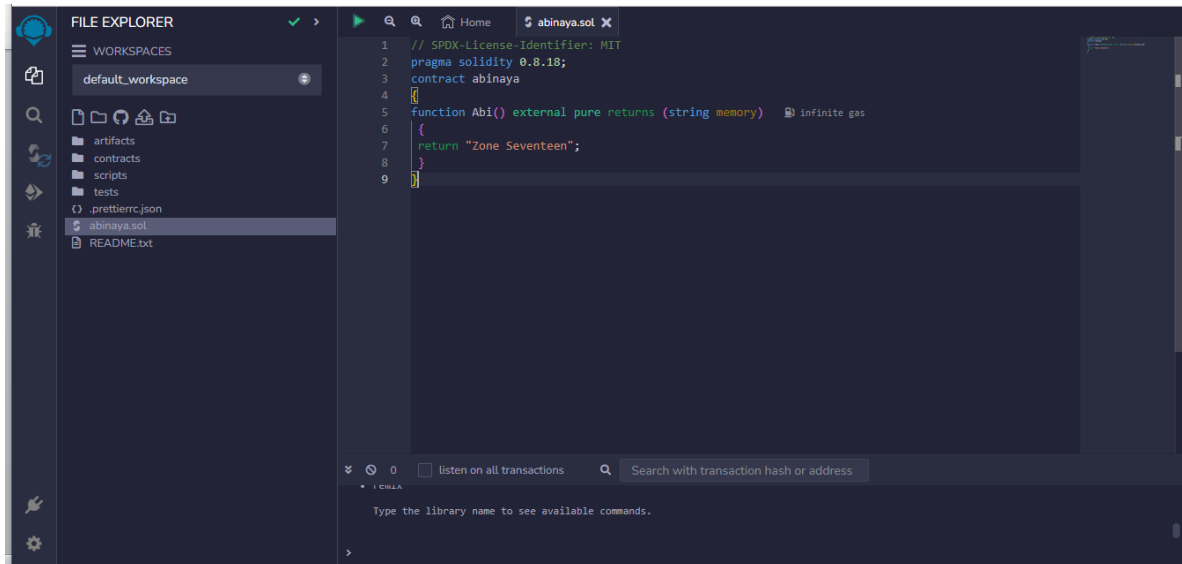 FILE EXPLORER
WORKSPACES
default_workspace
artifacts
contracts
scripts
tests
.prettierrc.json
abinaya.sol
README.txt
Home
abinaya.sol
1 // SPDX-License-Identifier: MIT
2 pragma solidity 0.8.18;
3 contract abinaya
4 {
5 function Abi() external pure returns (string memory) infinite gas
6 {
7 return "Zone Seventeen";
8 }
9 }
0 listen on all transactions Search with transaction hash or address
remix
Type the library name to see available commands.
>